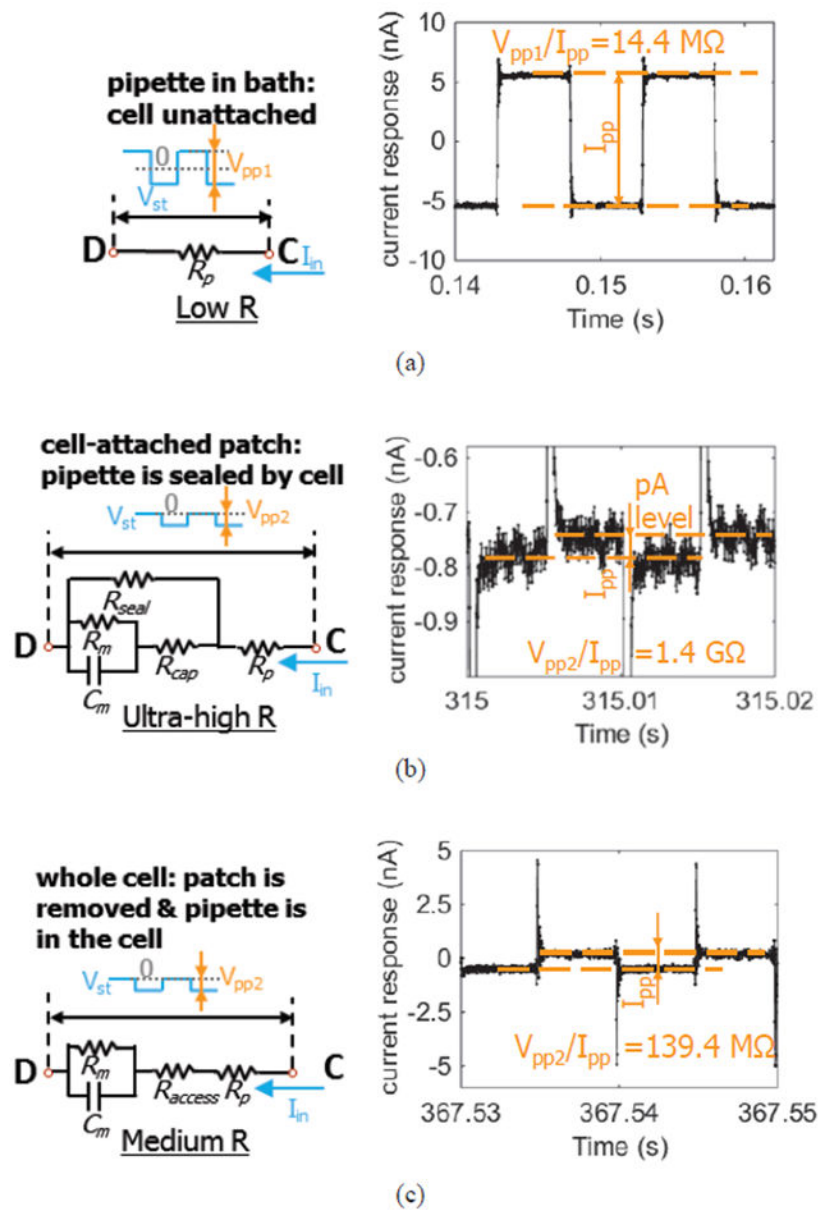 pipette in bath:
cell unattached
0
V_pp1
V_st
D
C
R_p
I_in
Low R
V_pp1/I_pp=14.4 MΩ
I_pp
current response (nA)
10
5
0
-5
-10
0.14
0.15
0.16
Time (s)
(a)
cell-attached patch:
pipette is sealed by cell
0
V_st
V_pp2
R_seal
D
R_m
C
C_m
R_cap
R_p
I_in
Ultra-high R
pA
level
I_pp
V_pp2/I_pp=1.4 GΩ
current response (nA)
-0.6
-0.7
-0.8
-0.9
315
315.01
315.02
Time (s)
(b)
whole cell: patch is
removed & pipette is
in the cell
0
V_st
V_pp2
D
R_m
C
C_m
R_access
R_p
I_in
Medium R
I_pp
V_pp2/I_pp=139.4 MΩ
current response (nA)
5
2.5
0
-2.5
-5
367.53
367.54
367.55
Time (s)
(c)